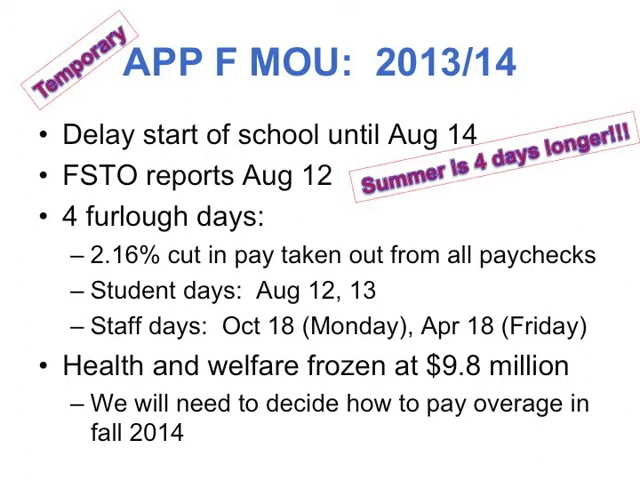 Temporary
APP F MOU: 2013/14
• Delay start of school until Aug 14
• FSTO reports Aug 12
Summer is 4 days longer!!!
• 4 furlough days:
– 2.16% cut in pay taken out from all paychecks
– Student days: Aug 12, 13
– Staff days: Oct 18 (Monday), Apr 18 (Friday)
• Health and welfare frozen at $9.8 million
– We will need to decide how to pay overage in
fall 2014